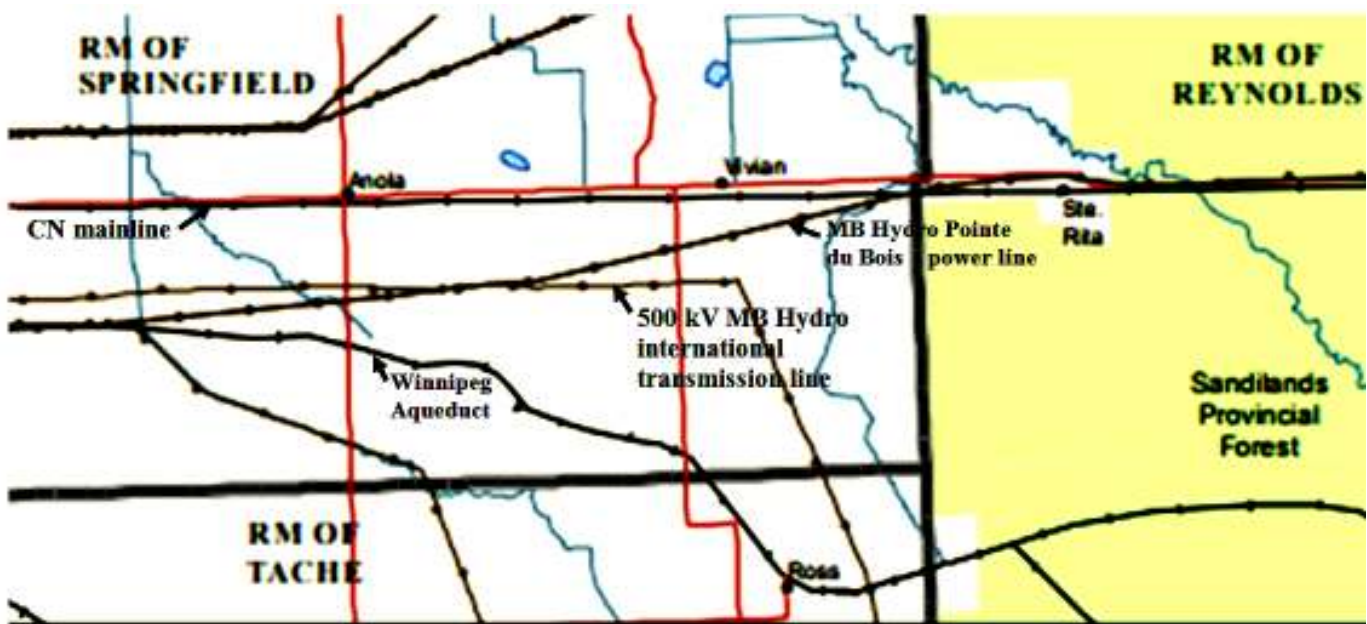 RM OF
SPRINGFIELD
RM OF
REYNOLDS
Anola
Vivian
CN mainline
Ste.
Rita
MB Hydro Pointe
du Bois power line
500 kV MB Hydro
international
transmission line
Winnipeg
Aqueduct
Sandilands
Provincial
Forest
RM OF
TACHE
Ross